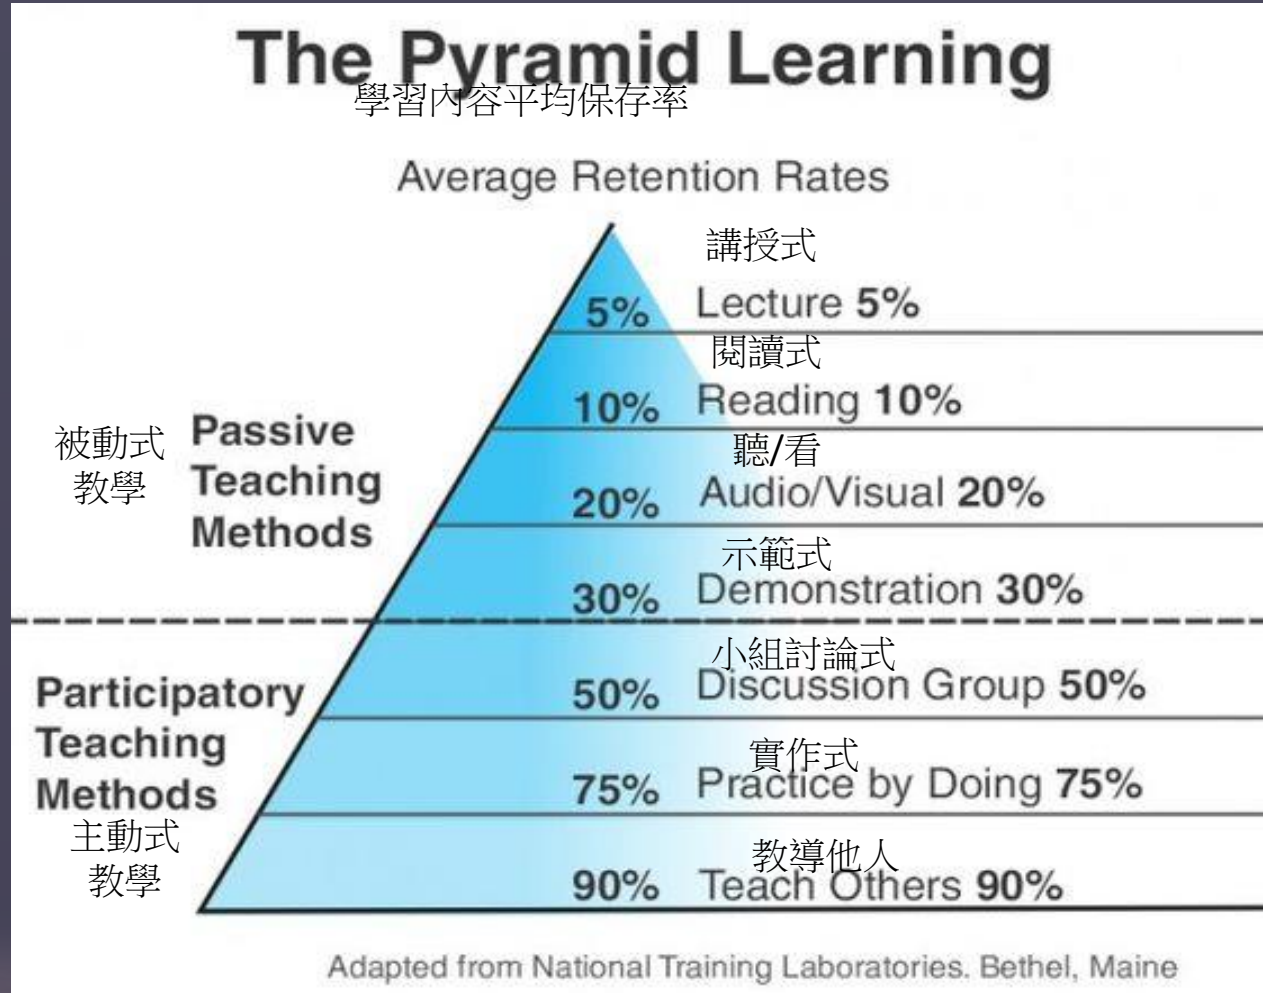 The Pyramid Learning
學習內容平均保存率
Average Retention Rates
講授式
5% Lecture 5%
閱讀式
10% Reading 10%
聽/看
20% Audio/Visual 20%
示範式
30% Demonstration 30%
被動式
教學
Passive
Teaching
Methods
小組討論式
50% Discussion Group 50%
實作式
75% Practice by Doing 75%
教導他人
90% Teach Others 90%
Participatory
Teaching
Methods
主動式
教學
Adapted from National Training Laboratories. Bethel, Maine